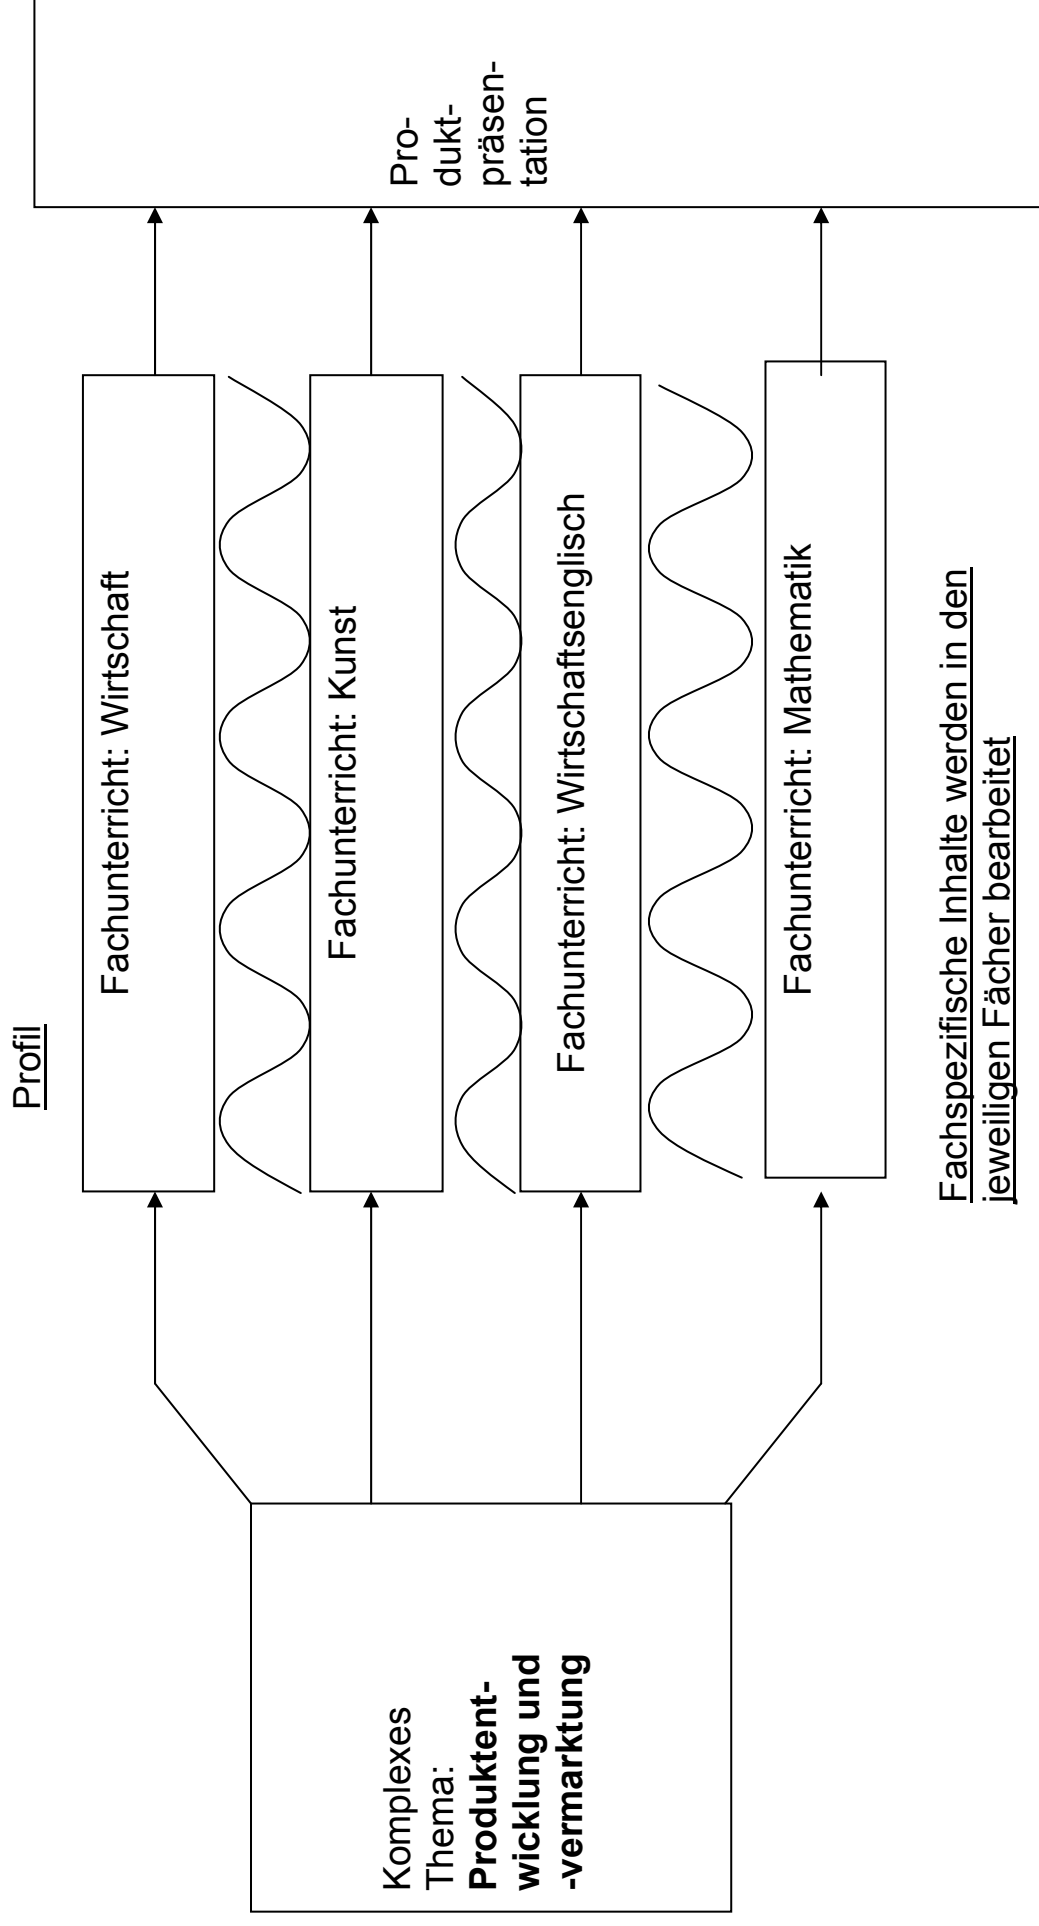 Profil
Komplexes
Thema:
Produktent-
wicklung und
-vermarktung
Fachunterricht: Wirtschaft
Fachunterricht: Kunst
Fachunterricht: Wirtschaftsenglisch
Fachunterricht: Mathematik
Pro-
dukt-
präsen-
tation
Fachspezifische Inhalte werden in den
jeweiligen Fächer bearbeitet